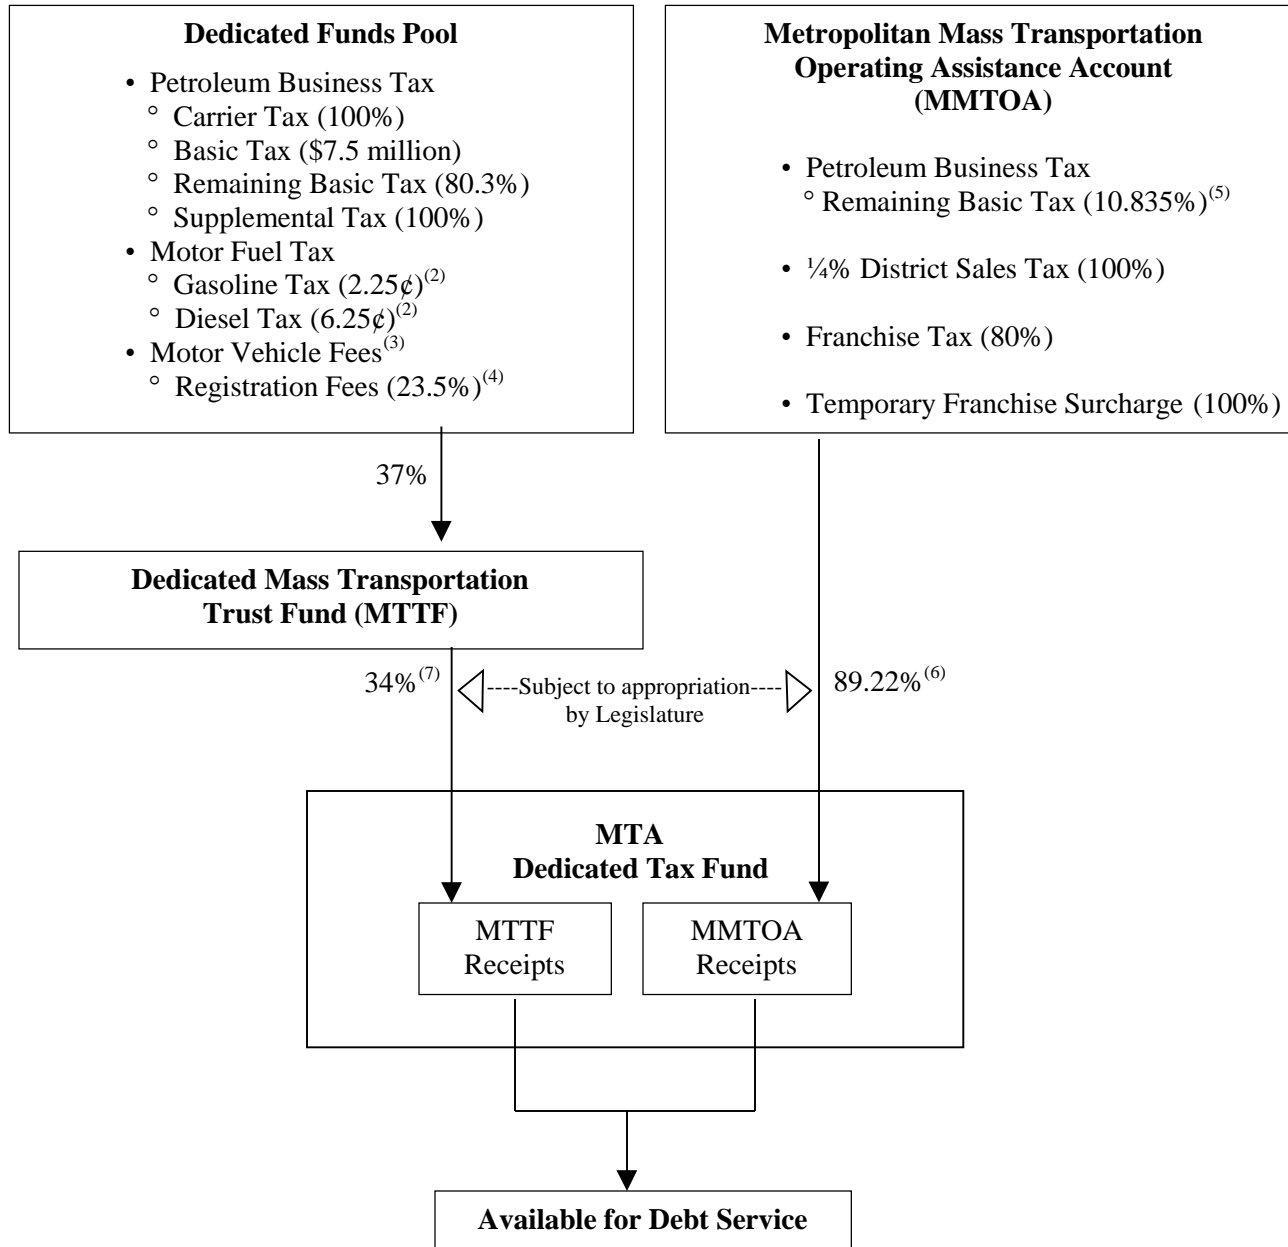 Dedicated Funds Pool
• Petroleum Business Tax
° Carrier Tax (100%)
° Basic Tax ($7.5 million)
° Remaining Basic Tax (80.3%)
° Supplemental Tax (100%)
• Motor Fuel Tax
° Gasoline Tax (2.25¢)(2)
° Diesel Tax (6.25¢)(2)
• Motor Vehicle Fees(3)
° Registration Fees (23.5%)(4)
Metropolitan Mass Transportation
Operating Assistance Account
(MMTOA)
• Petroleum Business Tax
° Remaining Basic Tax (10.835%)(5)
• ¼% District Sales Tax (100%)
• Franchise Tax (80%)
• Temporary Franchise Surcharge (100%)
37%
Dedicated Mass Transportation
Trust Fund (MTTF)
34%(7)
----Subject to appropriation----
by Legislature
89.22%(6)
MTA
Dedicated Tax Fund
MTTF
Receipts
MMTOA
Receipts
Available for Debt Service